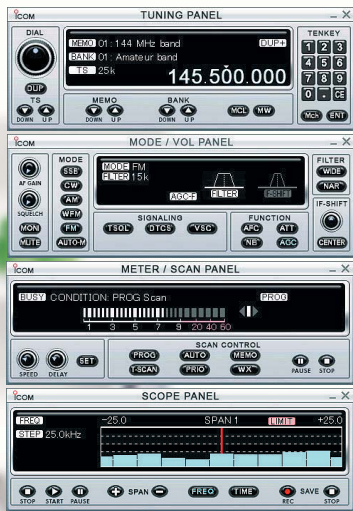 ICOM TUNING PANEL
DIAL
TENKEY
MEMO 01: 144 MHz band DUP+
BANK 01: Amateur band
TS 25k
145.500.000
1 2 3
4 5 6
7 8 9
0 . CE
DUP
TS MEMO BANK
DOWN UP DOWN UP DOWN UP
MCL MW
Mch ENT
ICOM MODE / VOL PANEL
MODE
FILTER
AF GAIN
SQUELCH
MONI
MUTE
SSB
CW
AM
WFM
FM
AUTO-M
MODE FM
FILTER 15k
AGC-F
FILTER
IF-SHIFT
WIDE
NAR
IF-SHIFT
CENTER
SIGNALING
TSQL DTCS VSC
FUNCTION
AFC ATT
NB AGC
ICOM METER / SCAN PANEL
BUSY CONDITION: PROG Scan PROG
1 3 5 7 9 20 40 60
SPEED DELAY
SET
SCAN CONTROL
PROG AUTO MEMO
T-SCAN PRIO WX
PAUSE STOP
ICOM SCOPE PANEL
FREQ -25.0 SPAN 1 LIMIT +25.0
STEP 25.0kHz
STOP START PAUSE
SPAN
FREQ TIME
REC SAVE STOP